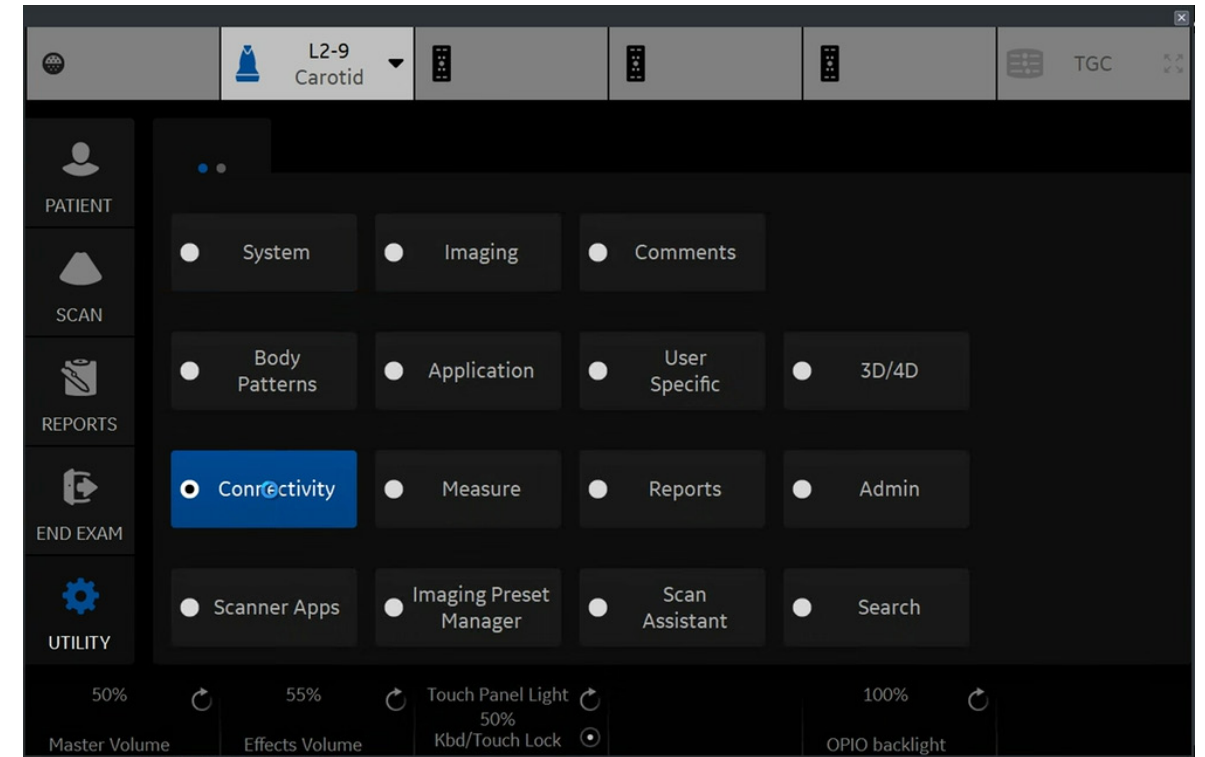 L2-9
Carotid
TGC
PATIENT
SCAN
REPORTS
END EXAM
UTILITY
System
Imaging
Comments
Body
Patterns
Application
User
Specific
3D/4D
Connectivity
Measure
Reports
Admin
Scanner Apps
Imaging Preset
Manager
Scan
Assistant
Search
50%
Master Volume
55%
Effects Volume
Touch Panel Light
50%
Kbd/Touch Lock
100%
OPIO backlight